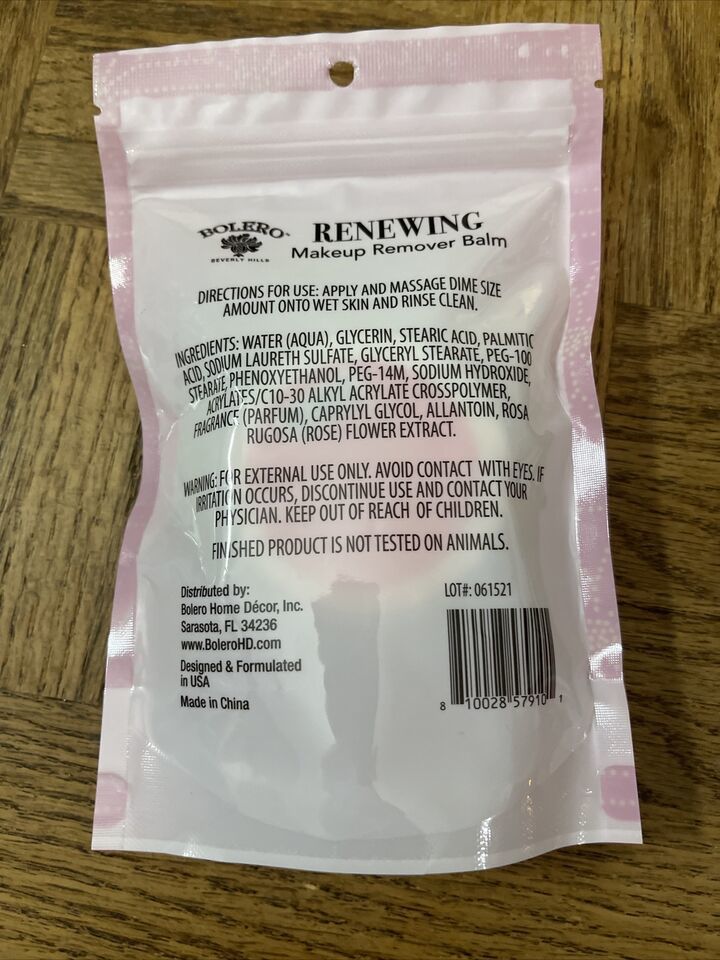 BOLERO™
BEVERLY HILLS
RENEWING
Makeup Remover Balm
DIRECTIONS FOR USE: APPLY AND MASSAGE DIME SIZE
AMOUNT ONTO WET SKIN AND RINSE CLEAN.
INGREDIENTS: WATER (AQUA), GLYCERIN, STEARIC ACID, PALMITIC
ACID, SODIUM LAURETH SULFATE, GLYCERYL STEARATE, PEG-100
STEARATE, PHENOXYETHANOL, PEG-14M, SODIUM HYDROXIDE,
ACRYLATES/C10-30 ALKYL ACRYLATE CROSSPOLYMER,
FRAGRANCE (PARFUM), CAPRYLYL GLYCOL, ALLANTOIN, ROSA
RUGOSA (ROSE) FLOWER EXTRACT.
WARNING: FOR EXTERNAL USE ONLY. AVOID CONTACT WITH EYES. IF
IRRITATION OCCURS, DISCONTINUE USE AND CONTACT YOUR
PHYSICIAN. KEEP OUT OF REACH OF CHILDREN.
FINISHED PRODUCT IS NOT TESTED ON ANIMALS.
Distributed by:
Bolero Home Décor, Inc.
Sarasota, FL 34236
www.BoleroHD.com
Designed & Formulated
in USA
Made in China
LOT#: 061521
8 10028 57910 1